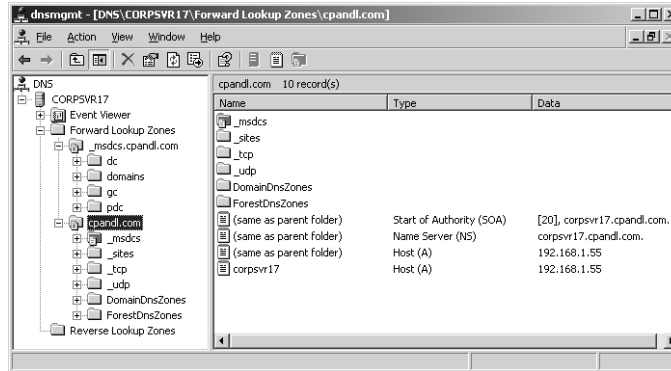 dnsmgmt - [DNS\CORPSVR17\Forward Lookup Zones\cpandl.com]
File Action View Window Help
DNS
CORPSVR17
Event Viewer
Forward Lookup Zones
_msdcs.cpandl.com
dc
domains
gc
pdc
cpandl.com
_msdcs
_sites
_tcp
_udp
DomainDnsZones
ForestDnsZones
Reverse Lookup Zones
cpandl.com 10 record(s)
Name Type Data
_msdcs
_sites
_tcp
_udp
DomainDnsZones
ForestDnsZones
(same as parent folder) Start of Authority (SOA) [20], corpsvr17.cpandl.com.
(same as parent folder) Name Server (NS) corpsvr17.cpandl.com.
(same as parent folder) Host (A) 192.168.1.55
corpsvr17 Host (A) 192.168.1.55